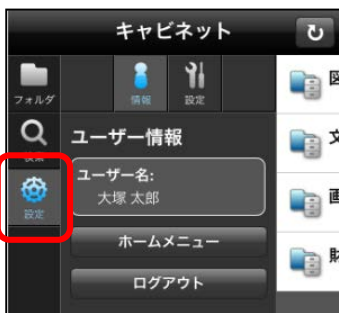 キャビネット
フォルダ
情報
設定
検索
ユーザー情報
ユーザー名:
大塚 太郎
設定
ホームメニュー
ログアウト
図
文
画
財